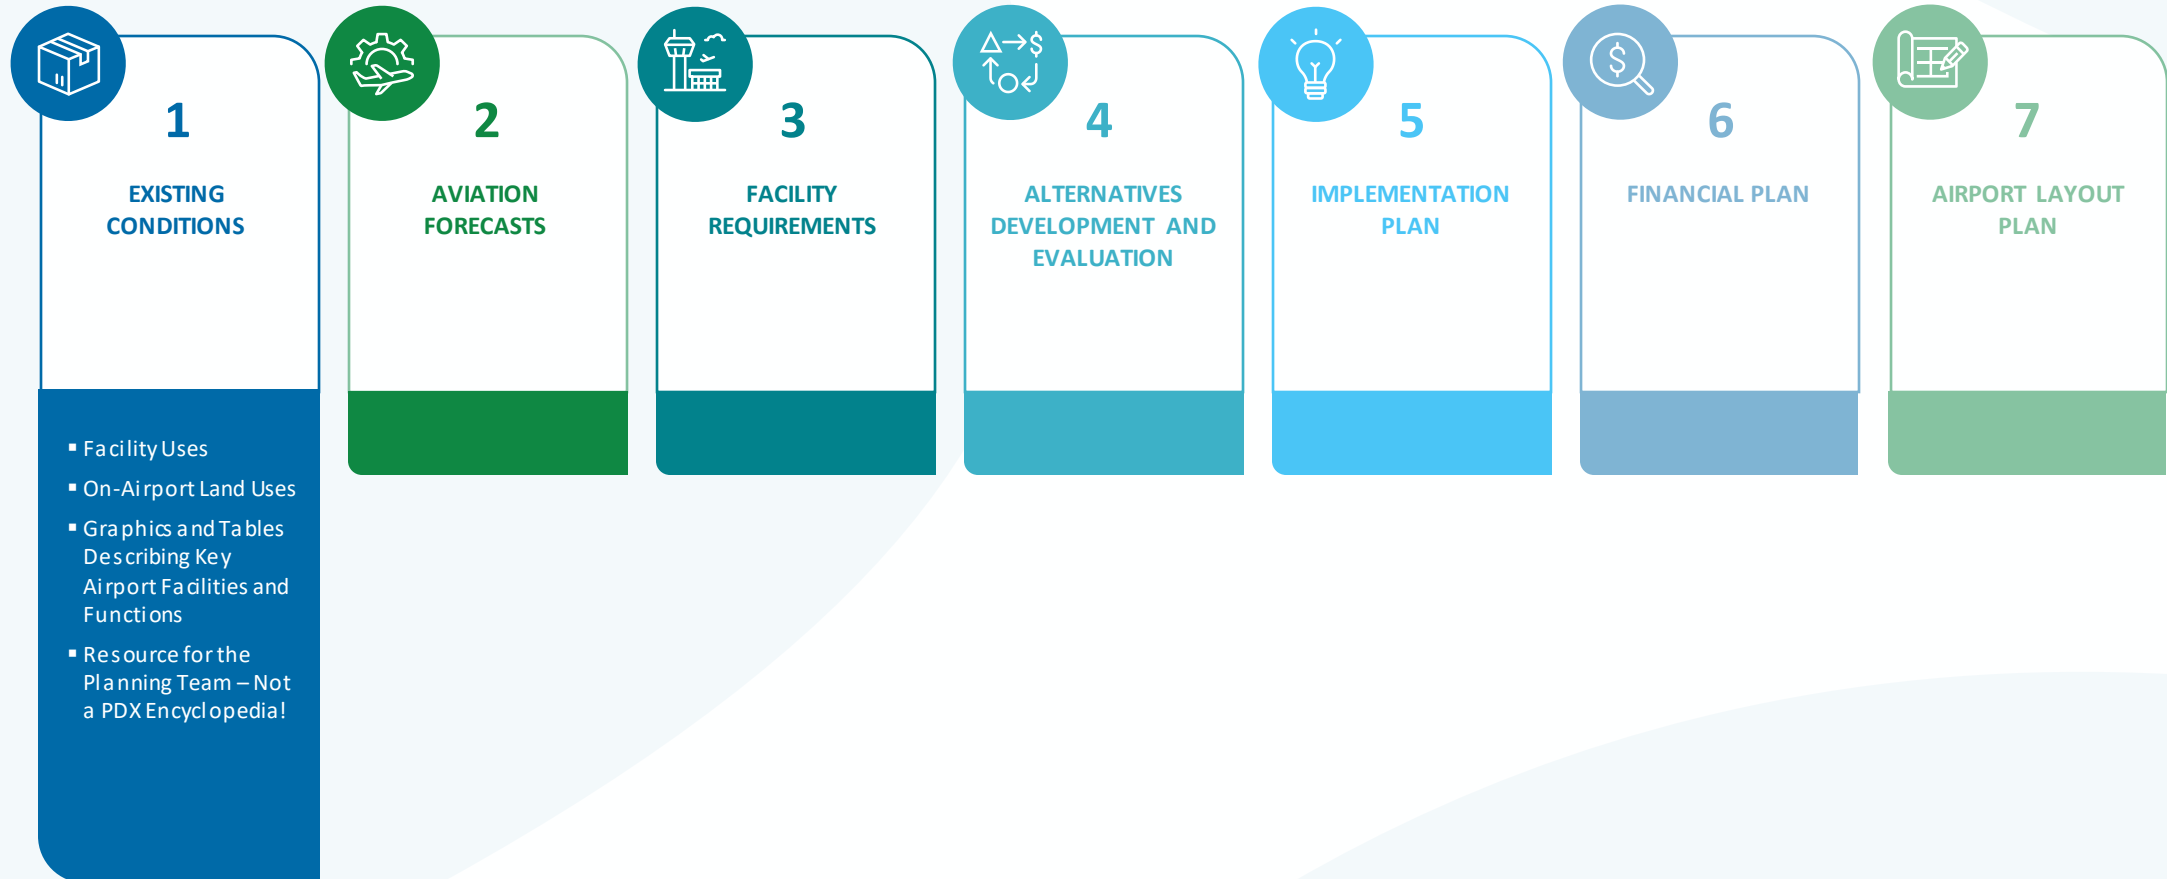 1
EXISTING
CONDITIONS
▪ Facility Uses
▪ On-Airport Land Uses
▪ Graphics and Tables
Describing Key
Airport Facilities and
Functions
▪ Resource for the
Planning Team – Not
a PDX Encyclopedia!
2
AVIATION
FORECASTS
3
FACILITY
REQUIREMENTS
4
ALTERNATIVES
DEVELOPMENT AND
EVALUATION
5
IMPLEMENTATION
PLAN
6
FINANCIAL PLAN
7
AIRPORT LAYOUT
PLAN